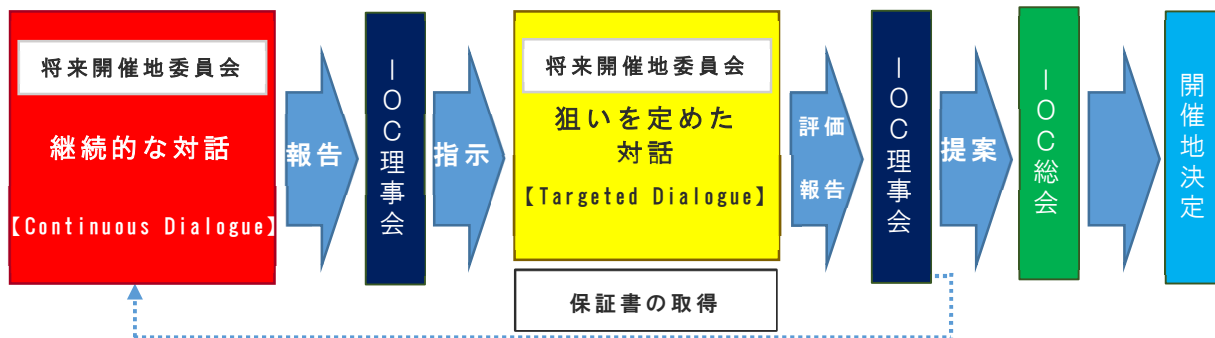 将来開催地委員会
継続的な対話
【Continuous Dialogue】
報告
IOC理事会
指示
将来開催地委員会
狙いを定めた
対話
【Targeted Dialogue】
保証書の取得
評価
報告
IOC理事会
提案
IOC総会
開催地決定